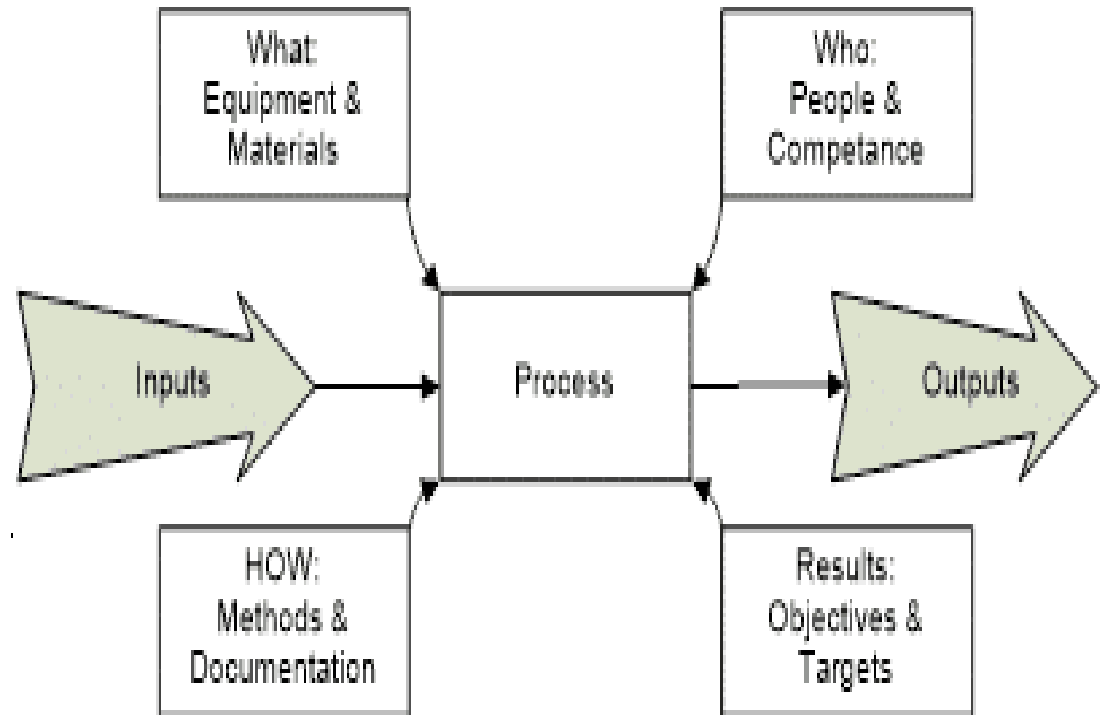 What:
Equipment &
Materials
Who:
People &
Competance
Inputs
Process
Outputs
HOW:
Methods &
Documentation
Results:
Objectives &
Targets